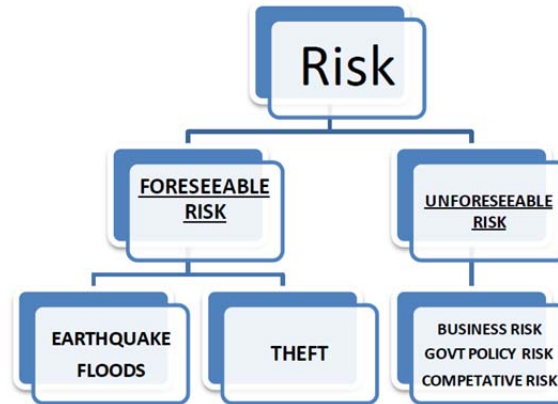 Risk
FORESEEABLE
RISK
UNFORESEEABLE
RISK
EARTHQUAKE
FLOODS
THEFT
BUSINESS RISK
GOVT POLICY RISK
COMPETATIVE RISK